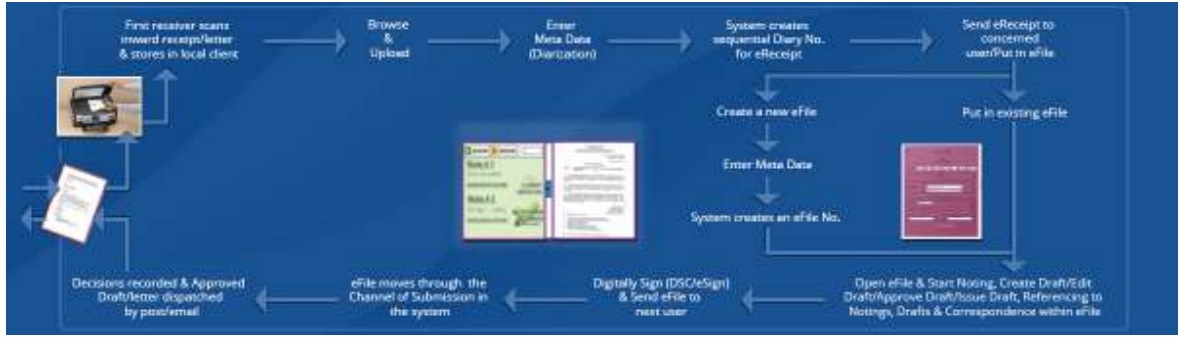 First receiver scans
inward receipt/letter
& stores in local client
Browse
&
Upload
Enter
Meta Data
(Diarization)
System creates
sequential Diary No.
for eReceipt
Send eReceipt to
concerned
user/Put in eFile
Create a new eFile
Put in existing eFile
Enter Meta Data
System creates an eFile No.
Decisions recorded & Approved
Draft/letter dispatched
by post/email
eFile moves through the
Channel of Submission in
the system
Digitally Sign (DSC/eSign)
& Send eFile to
next user
Open eFile & Start Noting, Create Draft/Edit
Draft/Approve Draft/Issue Draft, Referencing to
Notings, Drafts & Correspondence within eFile